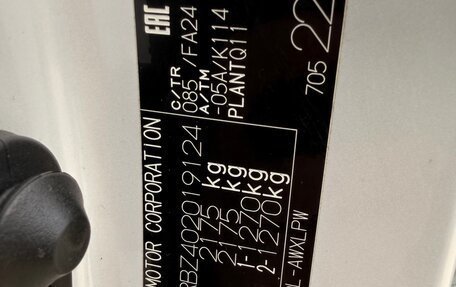 MOTOR CORPORATION
RBZ402019124
2175 kg
2175 kg
1-1270kg
2-1270kg
L-AWXLPW
EAC
C/TR
085 /FA24
A/TM
-05A/K114
PLANTQ11
705 22